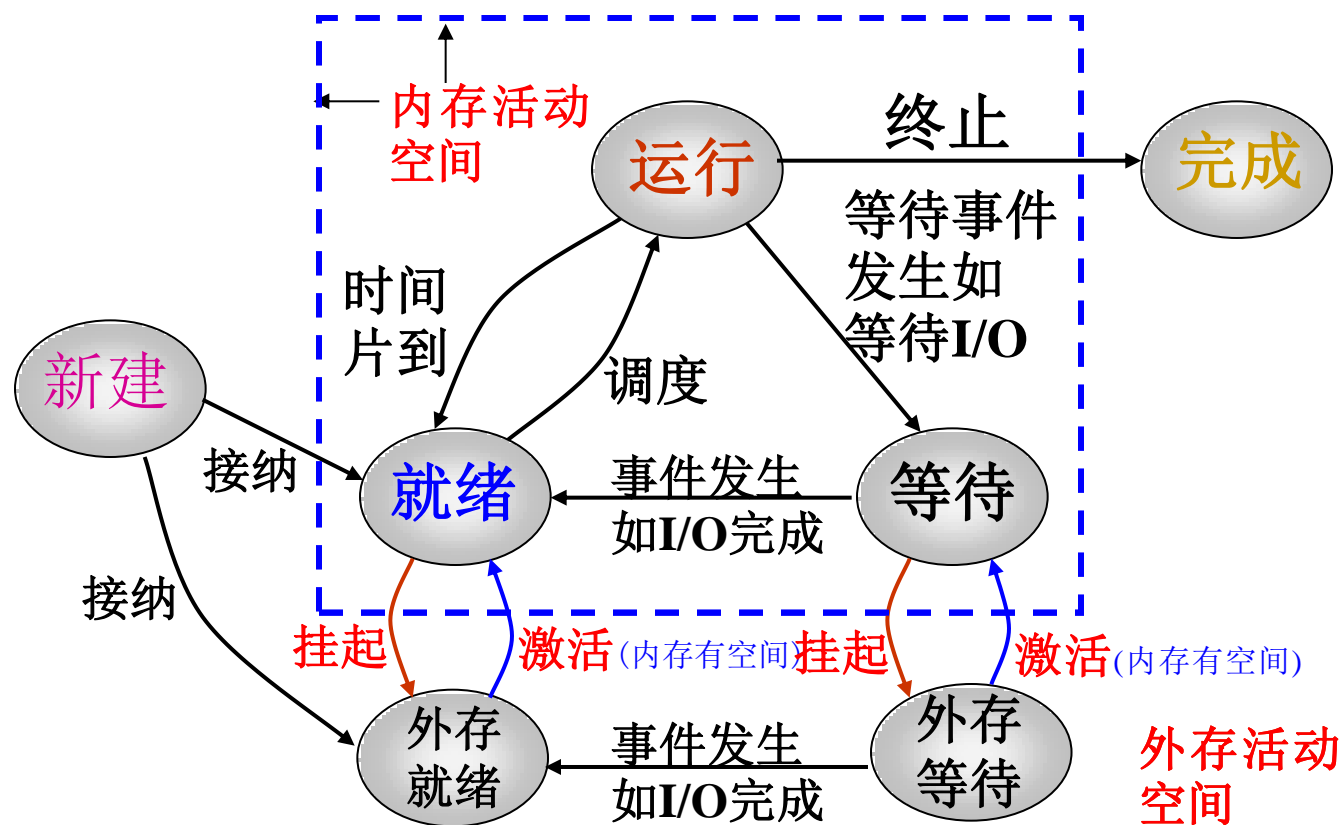 内存活动
空间
终止
运行
完成
等待事件
发生如
等待I/O
时间
片到
新建
调度
接纳
就绪
事件发生
如I/O完成
等待
接纳
挂起
激活(内存有空间)
挂起
激活(内存有空间)
外存
就绪
事件发生
如I/O完成
外存
等待
外存活动
空间